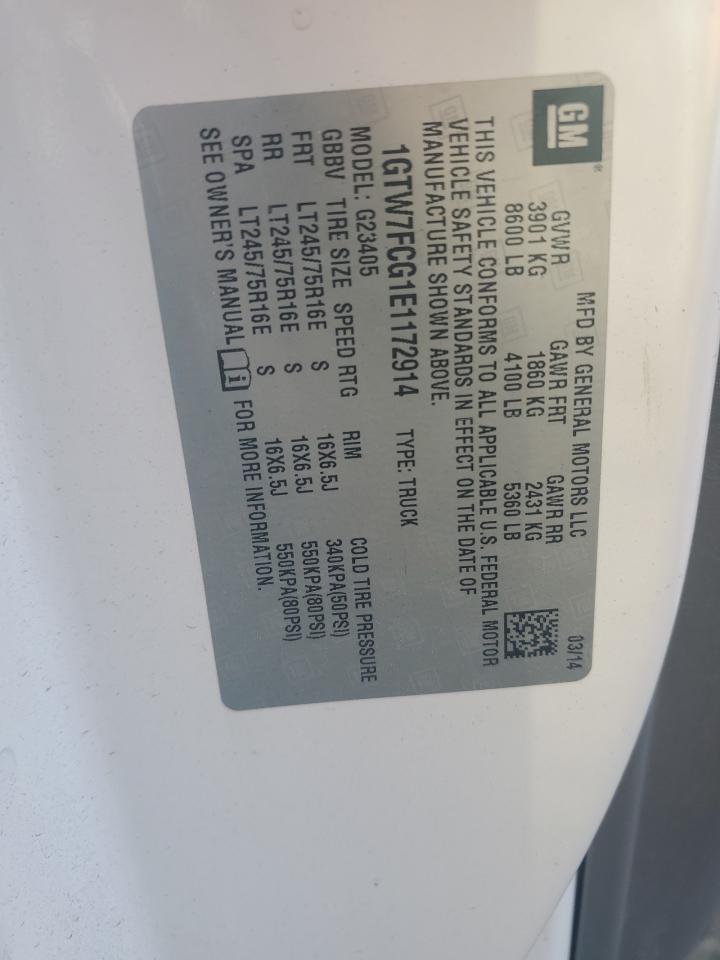 GM
MFD BY GENERAL MOTORS LLC 03/14
GVWR GAWR FRT GAWR RR
3901 KG 1860 KG 2431 KG
8600 LB 4100 LB 5360 LB
THIS VEHICLE CONFORMS TO ALL APPLICABLE U.S. FEDERAL MOTOR
VEHICLE SAFETY STANDARDS IN EFFECT ON THE DATE OF
MANUFACTURE SHOWN ABOVE.
1GTW7FCG1E1172914 TYPE: TRUCK
MODEL: G23405
GBBV TIRE SIZE SPEED RTG RIM COLD TIRE PRESSURE
FRT LT245/75R16E S 16X6.5J 340KPA(50PSI)
RR LT245/75R16E S 16X6.5J 550KPA(80PSI)
SPA LT245/75R16E S 16X6.5J 550KPA(80PSI)
SEE OWNER'S MANUAL FOR MORE INFORMATION.